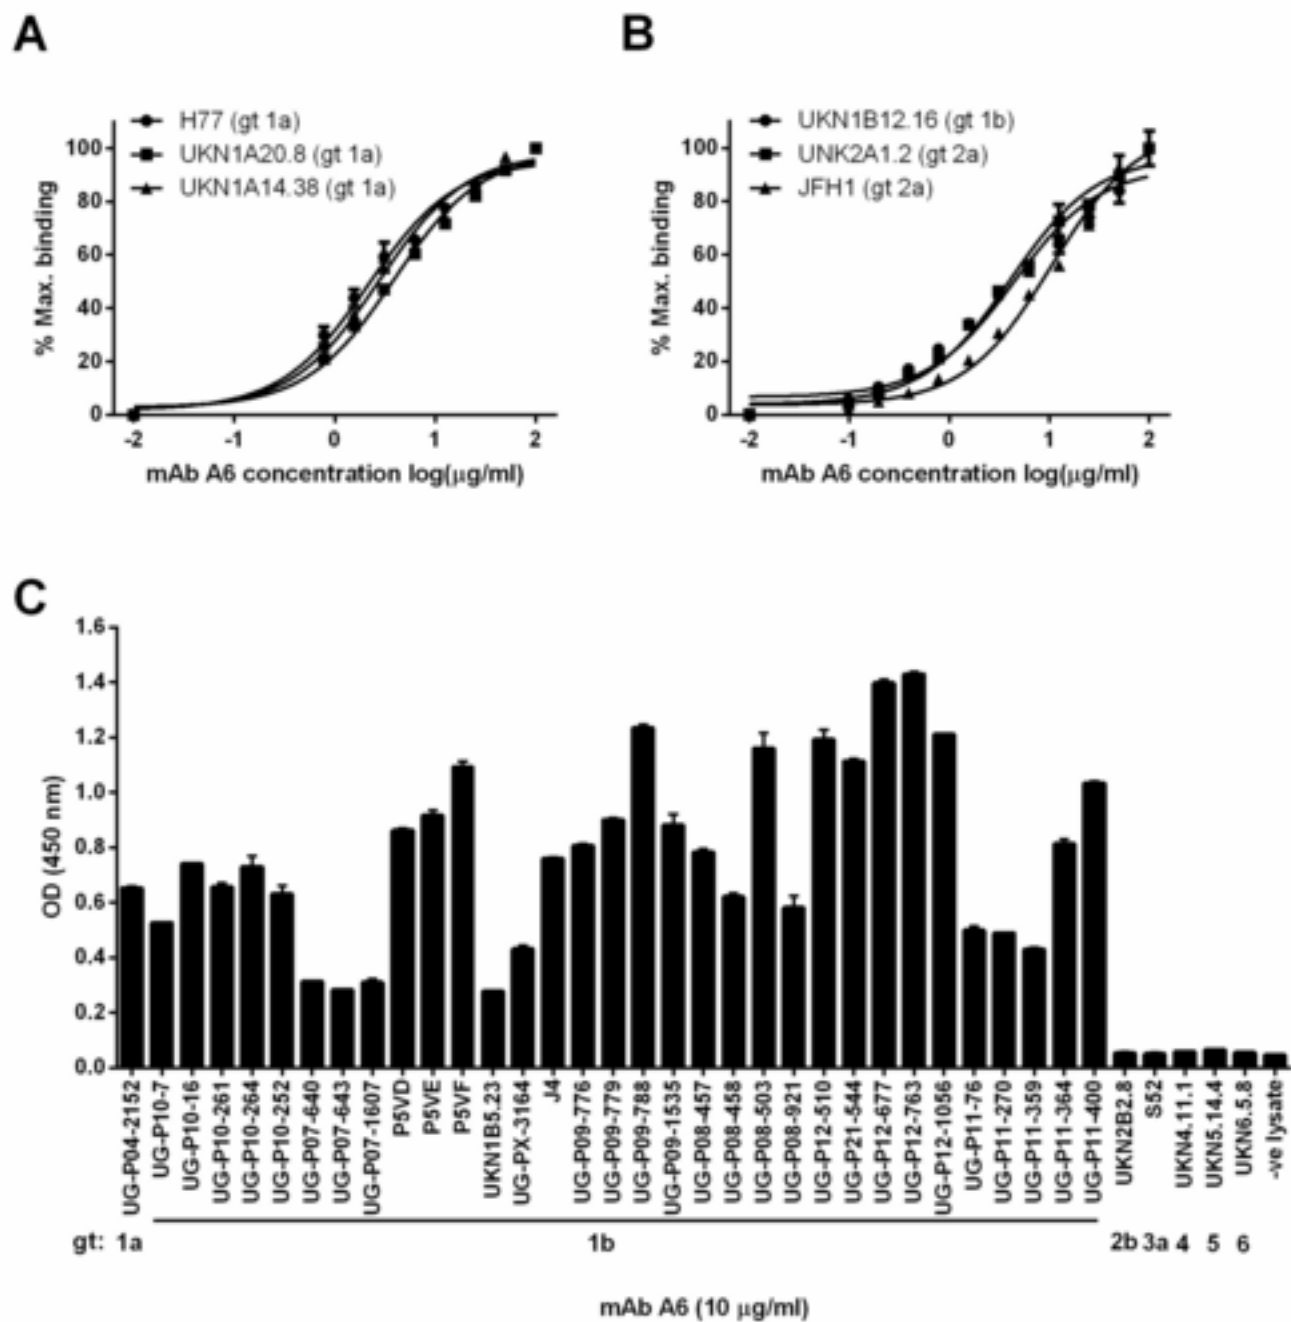 A
B
H77 (gt 1a)
UKN1A20.8 (gt 1a)
UKN1A14.38 (gt 1a)
% Max. binding
100
80
60
40
20
0
-2
-1
0
1
2
mAb A6 concentration log(µg/ml)
UKN1B12.16 (gt 1b)
UNK2A1.2 (gt 2a)
JFH1 (gt 2a)
% Max. binding
100
80
60
40
20
0
-2
-1
0
1
2
mAb A6 concentration log(µg/ml)
C
OD (450 nm)
1.6
1.4
1.2
1.0
0.8
0.6
0.4
0.2
0.0
UG-P04-2152
UG-P10-7
UG-P10-16
UG-P10-261
UG-P10-264
UG-P10-252
UG-P07-640
UG-P07-643
UG-P07-1607
P5VD
P5VE
P5VF
UKN1B5.23
UG-PX-3164
J4
UG-P09-776
UG-P09-779
UG-P09-788
UG-P09-1535
UG-P08-457
UG-P08-458
UG-P08-503
UG-P08-921
UG-P12-510
UG-P21-544
UG-P12-677
UG-P12-763
UG-P12-1056
UG-P11-76
UG-P11-270
UG-P11-359
UG-P11-364
UG-P11-400
UKN2B2.8
S52
UKN4.11.1
UKN5.14.4
UKN6.5.8
-ve lysate
gt: 1a 1b 2b 3a 4 5 6
mAb A6 (10 µg/ml)